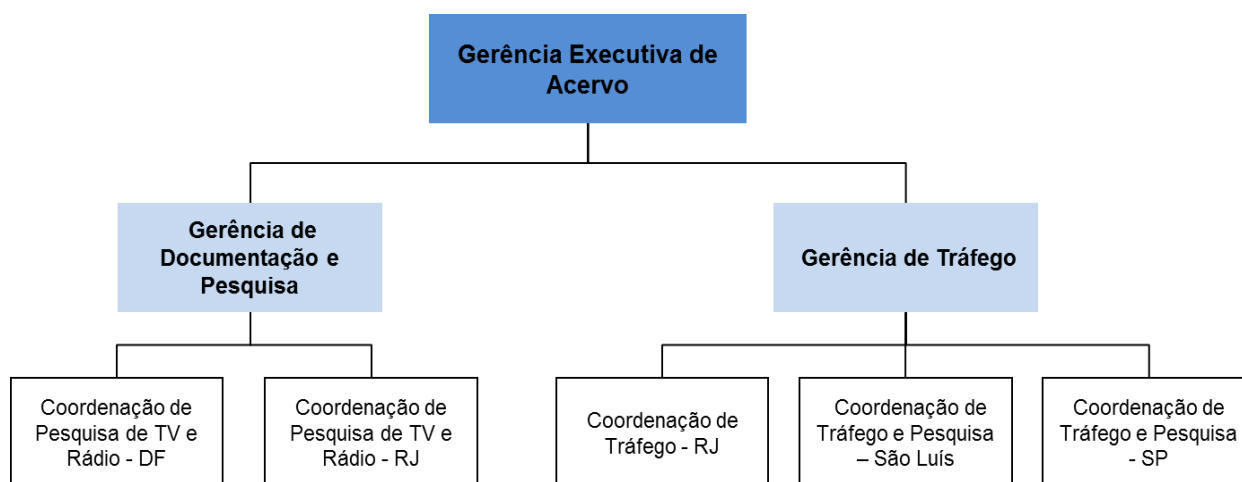 Gerência Executiva de
Acervo
Gerência de
Documentação e
Pesquisa
Gerência de Tráfego
Coordenação de
Pesquisa de TV e
Rádio - DF
Coordenação de
Pesquisa de TV e
Rádio - RJ
Coordenação de
Tráfego - RJ
Coordenação de
Tráfego e Pesquisa
– São Luís
Coordenação de
Tráfego e Pesquisa
- SP